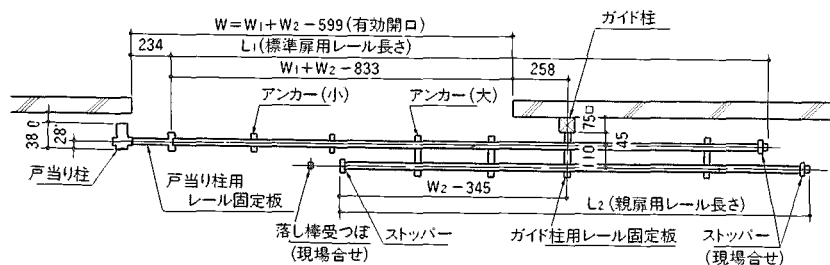 W=W₁+W₂-599(有効開口)
234
L₁(標準扉用レール長さ)
ガイド柱
W₁+W₂-833
258
アンカー(小)
アンカー(大)
75□
45
38
28
110
戸当り柱
戸当り柱用
レール固定板
W₂-345
L₂(親扉用レール長さ)
落し棒受つぼ
(現場合せ)
ストッパー
ガイド柱用レール固定板
ストッパー
(現場合せ)